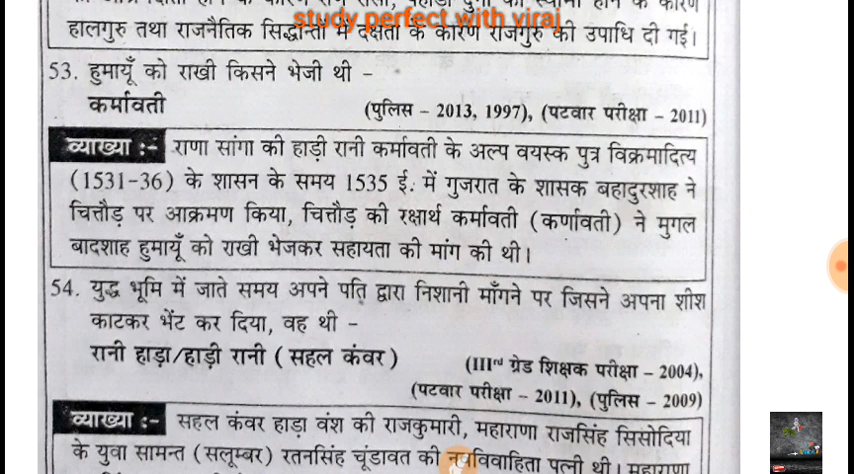 study perfect with viraj
हालगुरु तथा राजनैतिक सिद्धान्तों में दक्षता के कारण राजगुरु की उपाधि दी गई।
53. हुमायूँ को राखी किसने भेजी थी -
कर्मावती
(पुलिस - 2013, 1997), (पटवार परीक्षा - 2011)
व्याख्या :- राणा सांगा की हाड़ी रानी कर्मावती के अल्प वयस्क पुत्र विक्रमादित्य
(1531-36) के शासन के समय 1535 ई. में गुजरात के शासक बहादुरशाह ने
चित्तौड़ पर आक्रमण किया, चित्तौड़ की रक्षार्थ कर्मावती (कर्णावती) ने मुगल
बादशाह हुमायूँ को राखी भेजकर सहायता की मांग की थी।
54. युद्ध भूमि में जाते समय अपने पति द्वारा निशानी माँगने पर जिसने अपना शीश
काटकर भेंट कर दिया, वह थी -
रानी हाड़ा/हाड़ी रानी (सहल कंवर)
(IIIrd ग्रेड शिक्षक परीक्षा - 2004),
(पटवार परीक्षा - 2011), (पुलिस - 2009)
व्याख्या :- सहल कंवर हाडा वंश की राजकुमारी, महाराणा राजसिंह सिसोदिया
के युवा सामन्त (सलूम्बर) रतनसिंह चूंडावत की नवविवाहिता पत्नी थी। महाराणा